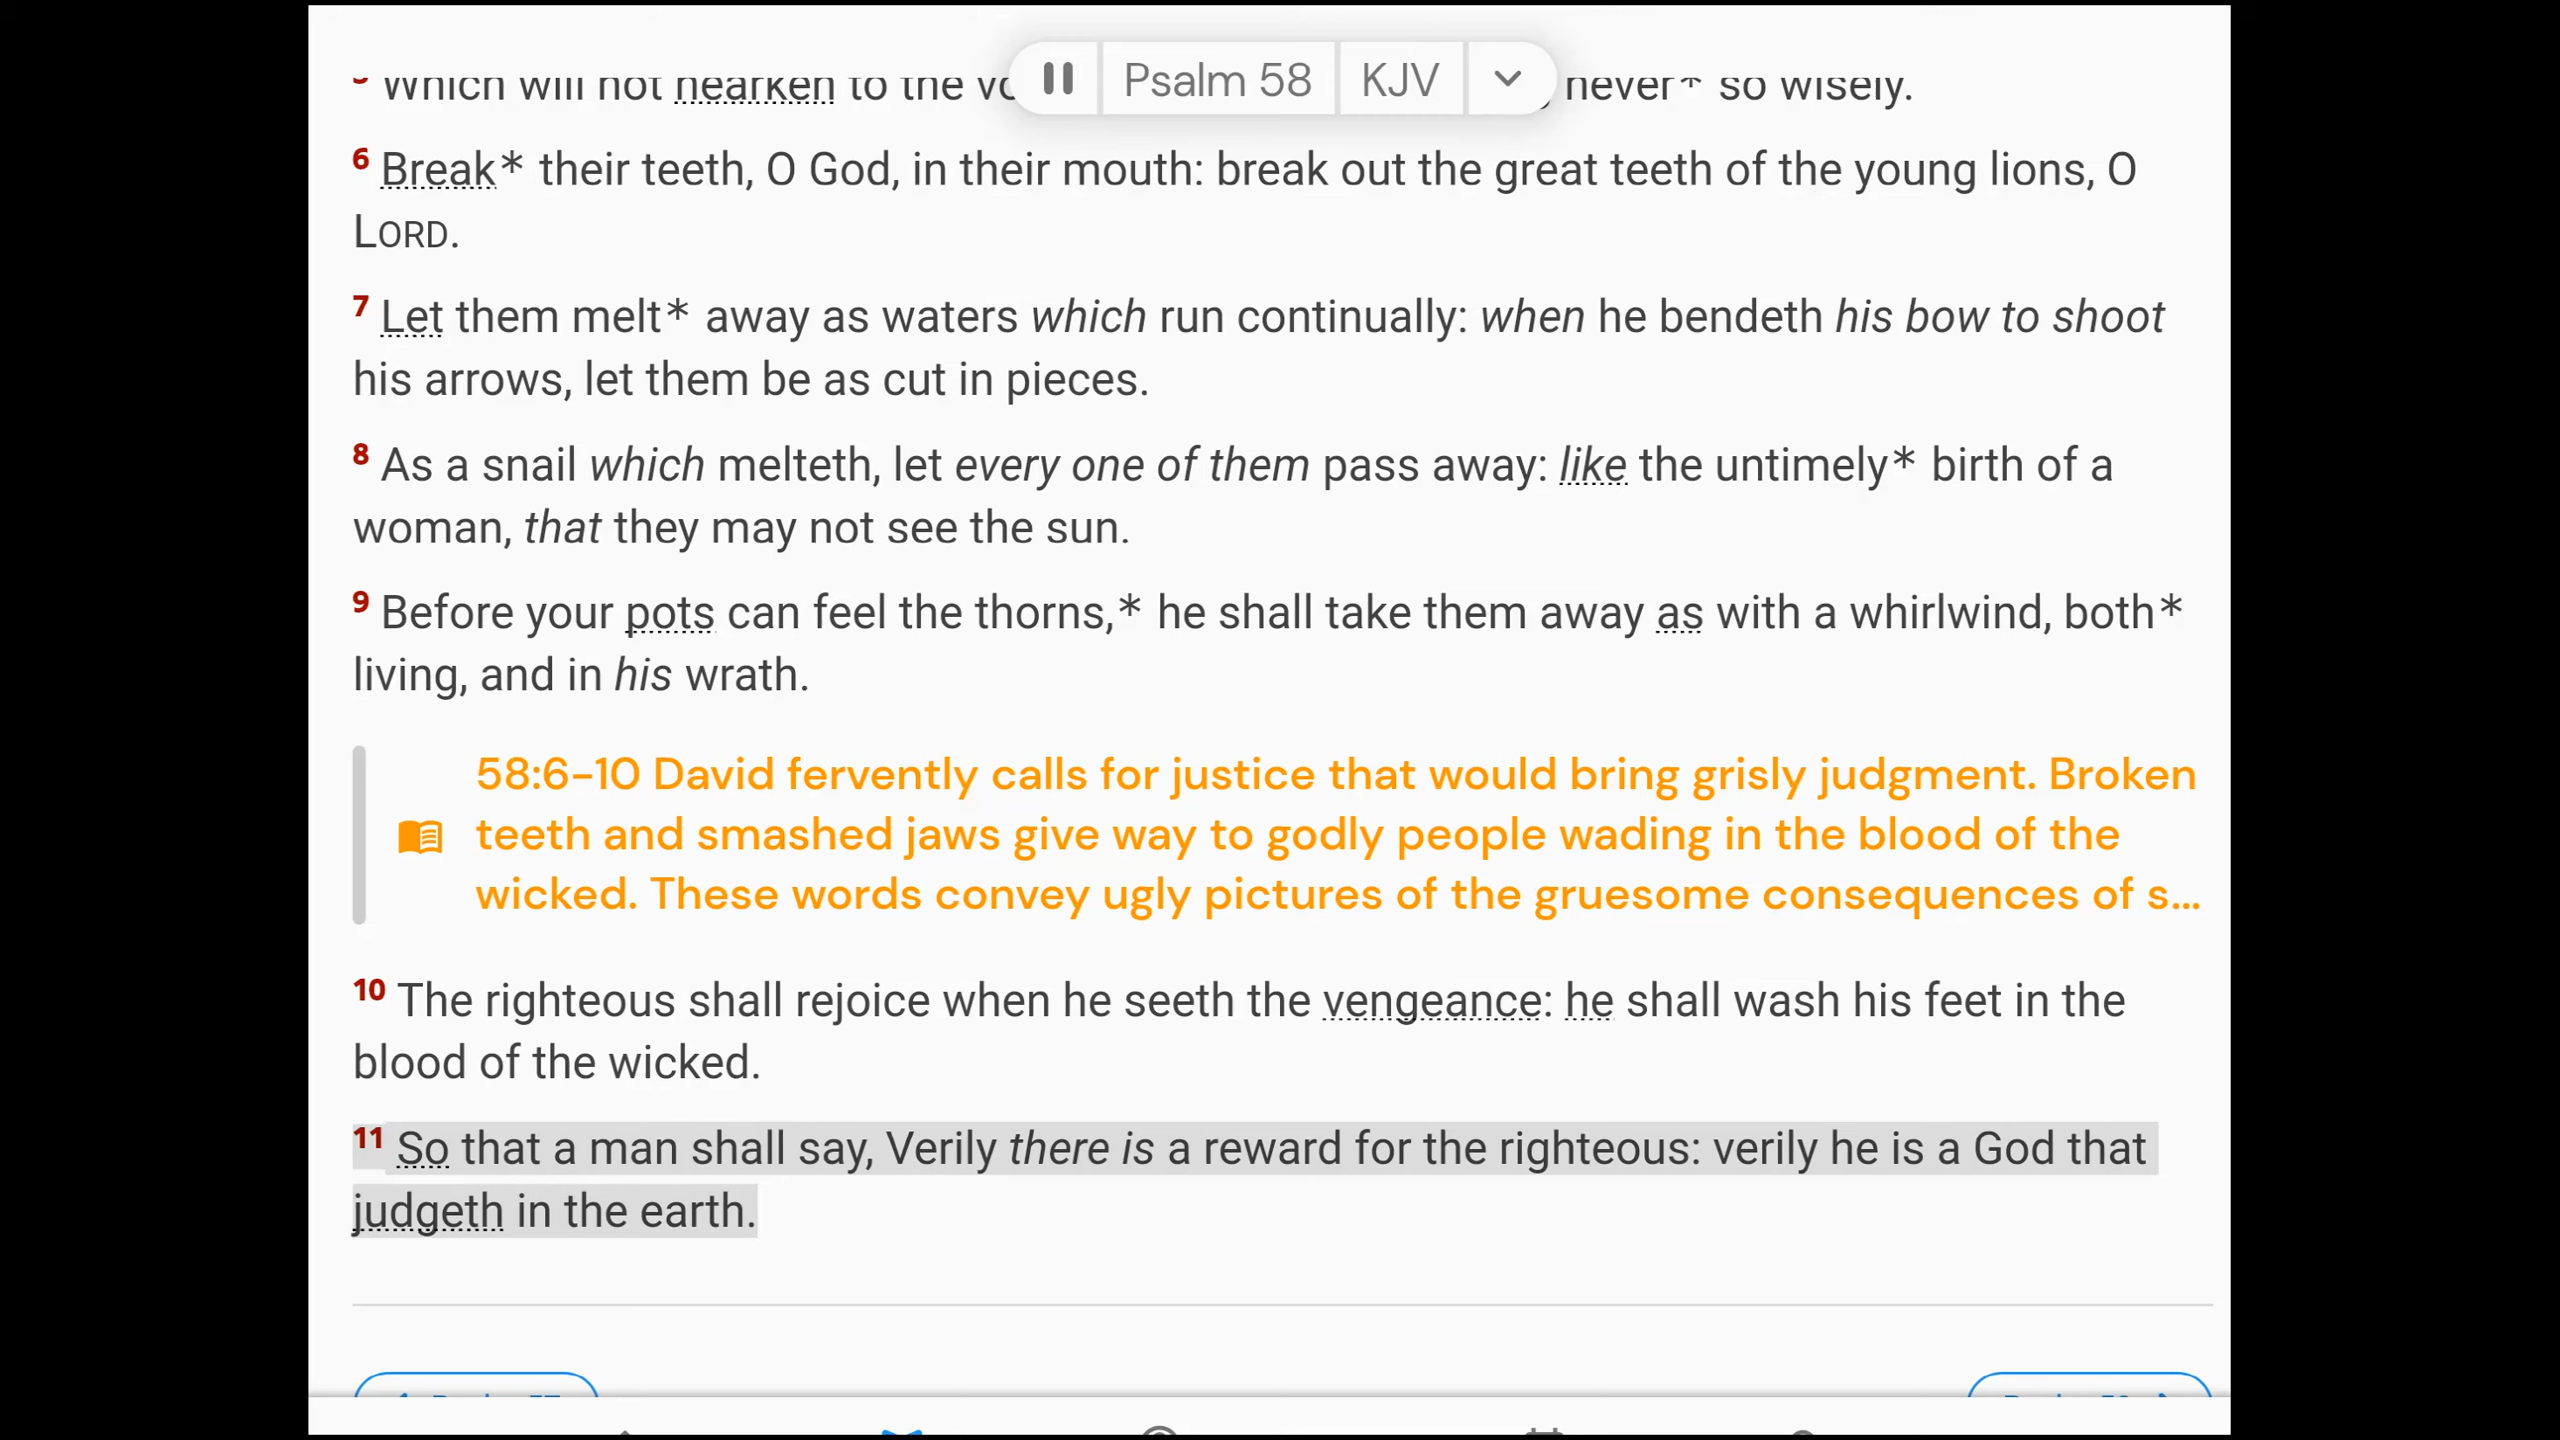 Psalm 58 KJV
Which will not hearken to the never* so wisely.
6 Break* their teeth, O God, in their mouth: break out the great teeth of the young lions, O
LORD.
7 Let them melt* away as waters which run continually: when he bendeth his bow to shoot
his arrows, let them be as cut in pieces.
8 As a snail which melteth, let every one of them pass away: like the untimely* birth of a
woman, that they may not see the sun.
9 Before your pots can feel the thorns,* he shall take them away as with a whirlwind, both*
living, and in his wrath.
58:6-10 David fervently calls for justice that would bring grisly judgment. Broken
teeth and smashed jaws give way to godly people wading in the blood of the
wicked. These words convey ugly pictures of the gruesome consequences of s...
10 The righteous shall rejoice when he seeth the vengeance: he shall wash his feet in the
blood of the wicked.
11 So that a man shall say, Verily there is a reward for the righteous: verily he is a God that
judgeth in the earth.